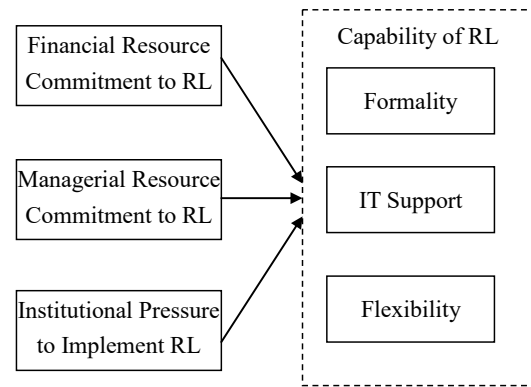 Financial Resource
Commitment to RL
Managerial Resource
Commitment to RL
Institutional Pressure
to Implement RL
Capability of RL
Formality
IT Support
Flexibility